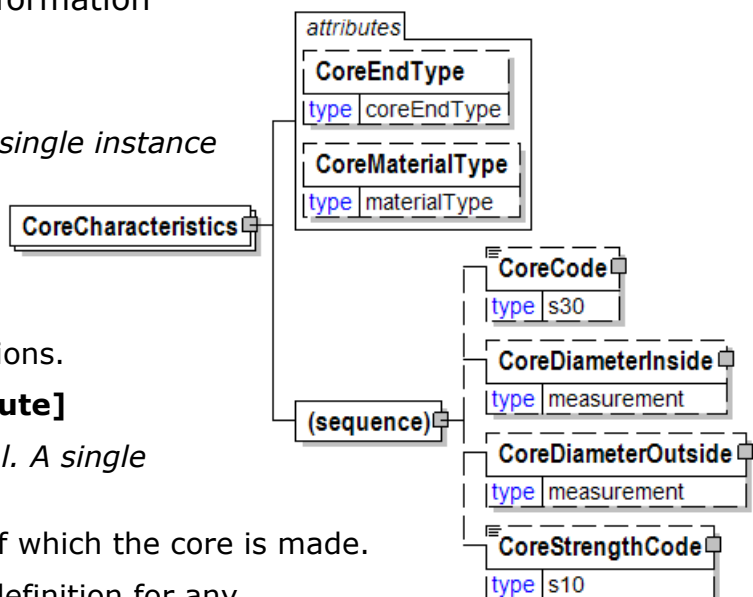 formation
single instance
ions.
ute]
l. A single
f which the core is made.
definition for any
CoreCharacteristics
attributes
CoreEndType
type coreEndType
CoreMaterialType
type materialType
(sequence)
CoreCode
type s30
CoreDiameterInside
type measurement
CoreDiameterOutside
type measurement
CoreStrengthCode
type s10